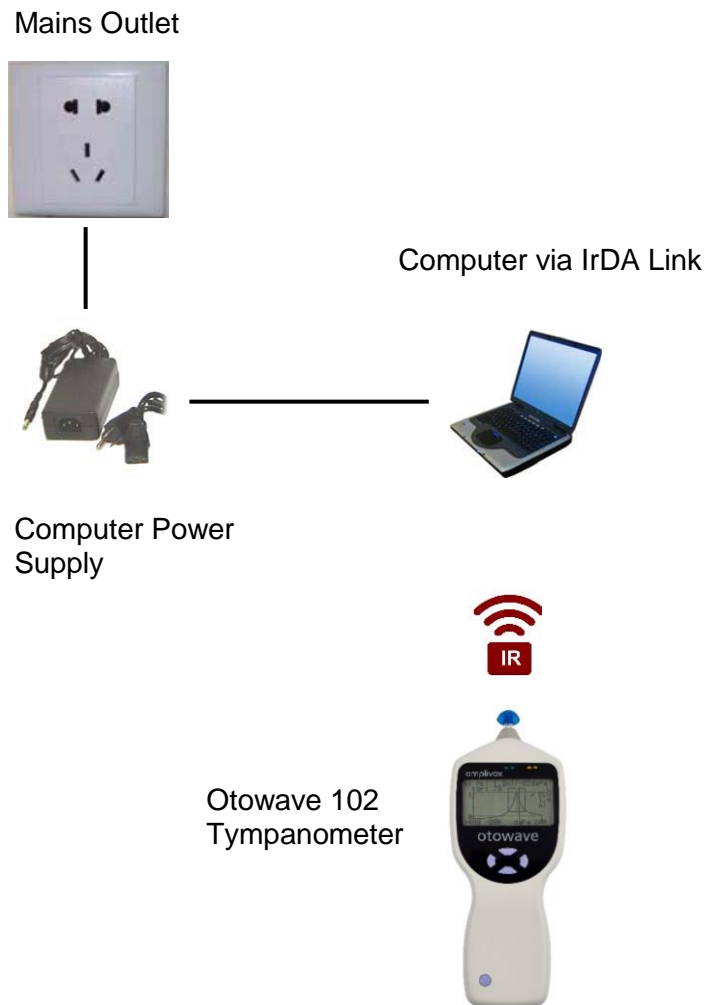 Mains Outlet
Computer via IrDA Link
Computer Power
Supply
IR
amplivox
Otowave 102
Tympanometer
otowave